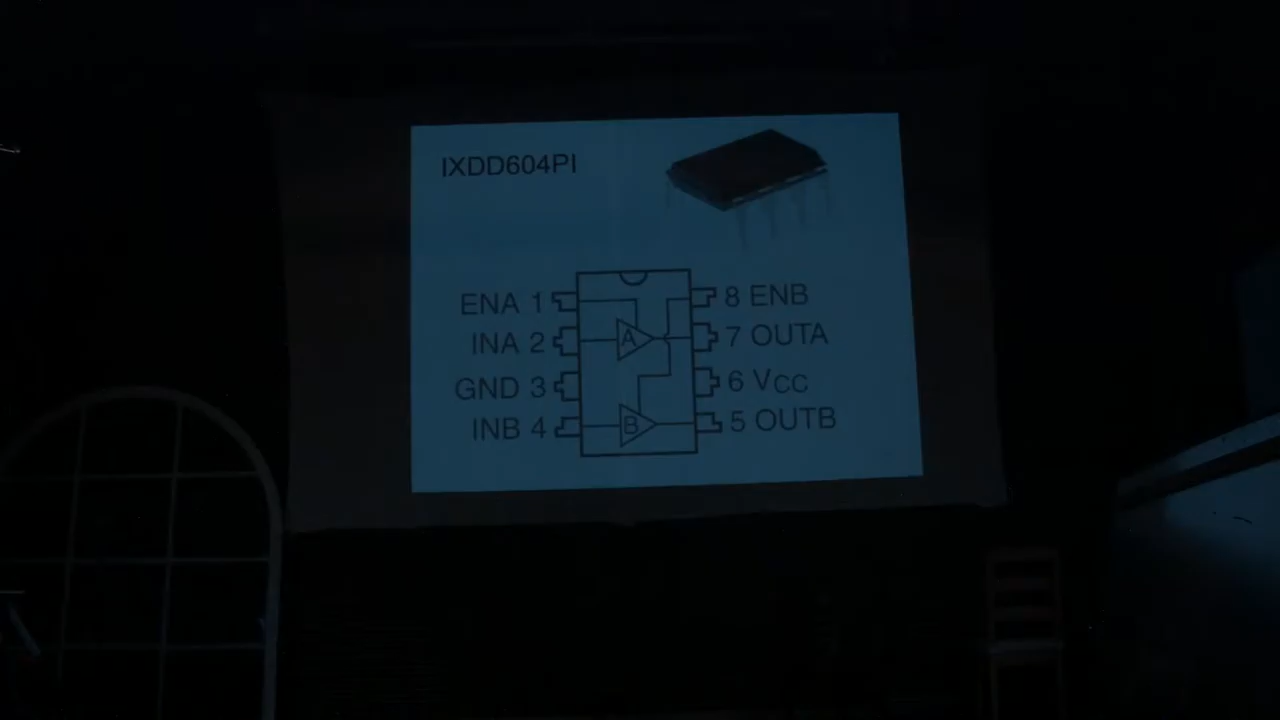 IXDD604PI
ENA 1
8 ENB
INA 2
7 OUTA
GND 3
6 VCC
INB 4
5 OUTB
A
B